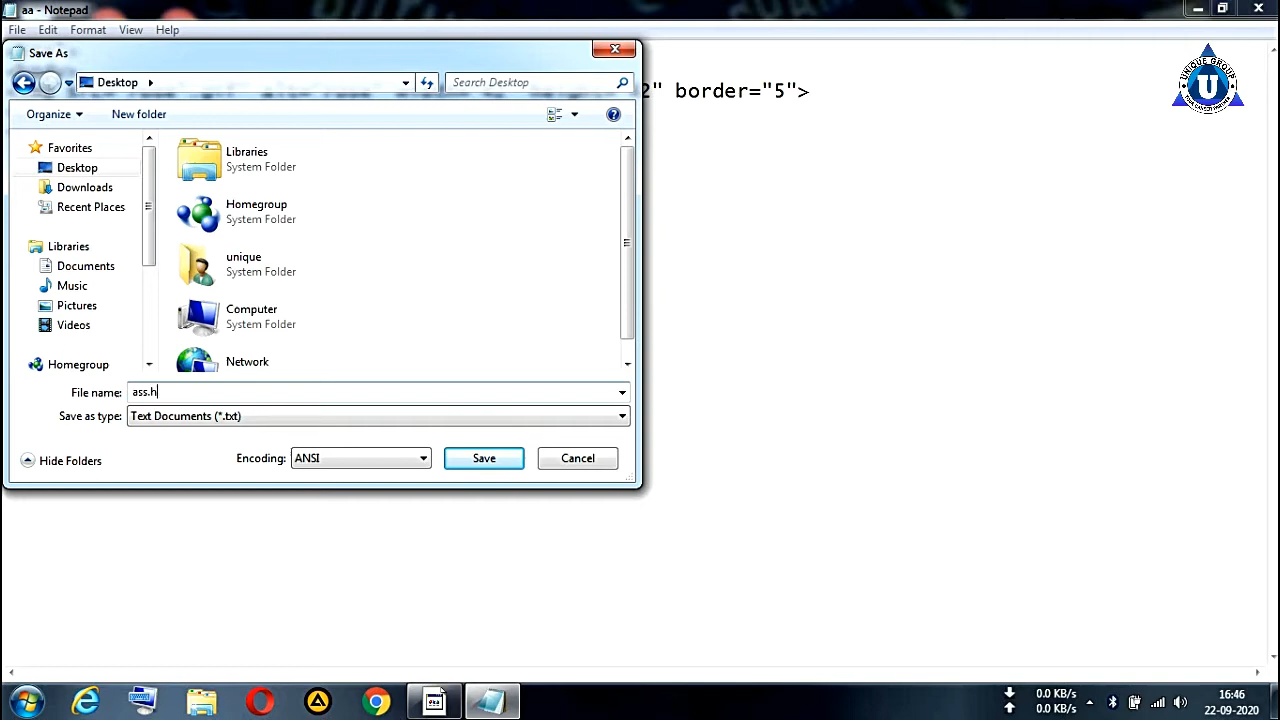 aa - Notepad
File Edit Format View Help
Save As
Desktop
Search Desktop
2" border="5">
UNIQUE GROUP
U
Organize New folder
Favorites
Desktop
Downloads
Recent Places
Libraries
Documents
Music
Pictures
Videos
Homegroup
Libraries
System Folder
Homegroup
System Folder
unique
System Folder
Computer
System Folder
Network
File name: ass.h
Save as type: Text Documents (*.txt)
Hide Folders
Encoding: ANSI
Save Cancel
0.0 KB/s
0.0 KB/s
16:46
22-09-2020